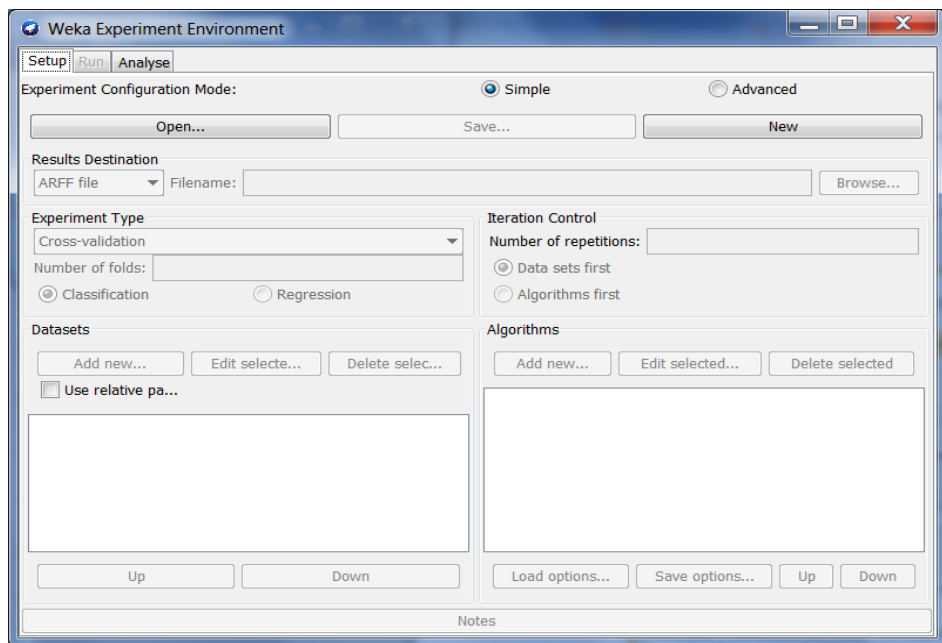 Weka Experiment Environment
Setup Run Analyse
Experiment Configuration Mode: Simple Advanced
Open... Save... New
Results Destination
ARFF file Filename: Browse...
Experiment Type
Cross-validation
Number of folds:
Classification Regression
Iteration Control
Number of repetitions:
Data sets first
Algorithms first
Datasets
Add new... Edit selecte... Delete selec...
Use relative pa...
Up Down
Algorithms
Add new... Edit selected... Delete selected
Load options... Save options... Up Down
Notes